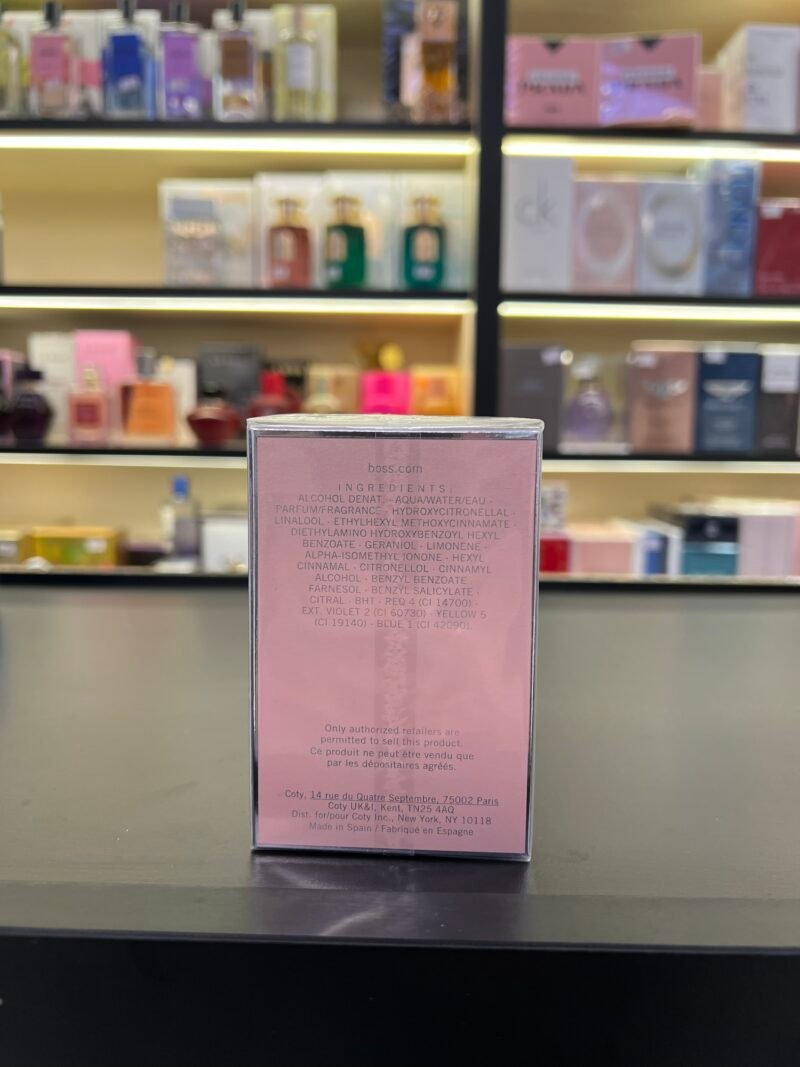 ck
boss.com
INGREDIENTS:
ALCOHOL DENAT. · AQUA/WATER/EAU ·
PARFUM/FRAGRANCE · HYDROXYCITRONELLAL ·
LINALOOL · ETHYLHEXYL METHOXYCINNAMATE ·
DIETHYLAMINO HYDROXYBENZOYL HEXYL
BENZOATE · GERANIOL · LIMONENE ·
ALPHA-ISOMETHYL IONONE · HEXYL
CINNAMAL · CITRONELLOL · CINNAMYL
ALCOHOL · BENZYL BENZOATE ·
FARNESOL · BENZYL SALICYLATE ·
CITRAL · BHT · RED 4 (CI 14700) ·
EXT. VIOLET 2 (CI 60730) · YELLOW 5
(CI 19140) · BLUE 1 (CI 42090).
Only authorized retailers are
permitted to sell this product.
Ce produit ne peut être vendu que
par les dépositaires agréés.
Coty, 14 rue du Quatre Septembre, 75002 Paris
Coty UK&I, Kent, TN25 4AQ
Dist. for/pour Coty Inc., New York, NY 10118
Made in Spain / Fabriqué en Espagne